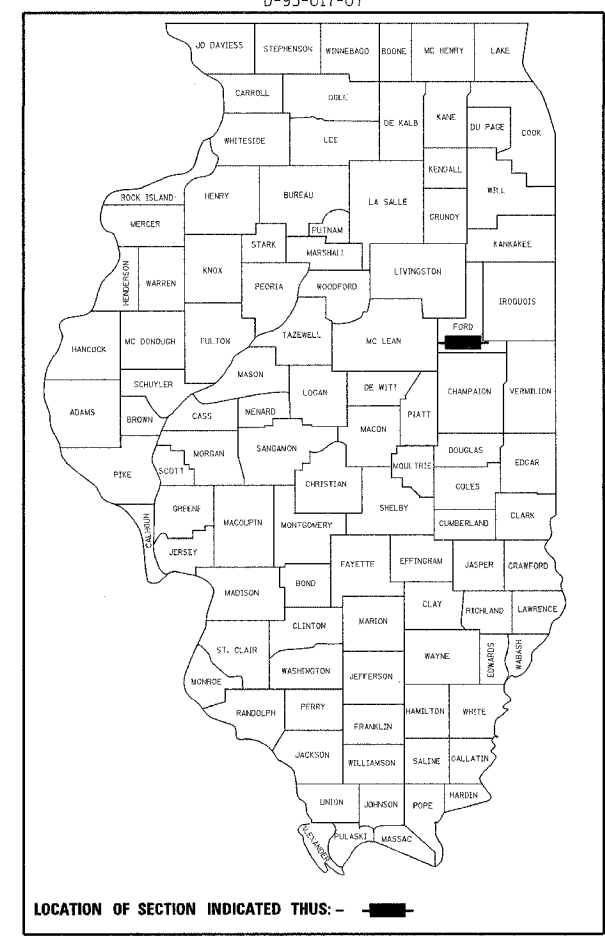 D-93-017-07
JO DAVIESS STEPHENSON WINNEBAGO BOONE MC HENRY LAKE
CARROLL OGLE
DE KALB KANE DU PAGE COOK
WHITESIDE LEE
KENDALL
ROCK ISLAND HENRY BUREAU LA SALLE WILL
MERCER PUTNAM GRUNDY
STARK MARSHALL KANKAKEE
HENDERSON WARREN KNOX PEORIA WOODFORD LIVINGSTON IROQUOIS
FORD
HANCOCK MC DONOUGH FULTON TAZEWELL MC LEAN
MASON
SCHUYLER LOGAN DE WITT CHAMPAION VERMILION
ADAMS BROWN CASS MENARD MACON PIATT
MORGAN SANGAMON DOUGLAS
PIKE SCOTT CHRISTIAN MOULTRIE EDGAR
COLES
GREENE SHELBY
CALHOUN MACOUPIN MONTGOMERY CUMBERLAND CLARK
JERSEY
FAYETTE EFFINGHAM JASPER CRAWFORD
MADISON BOND
CLAY RICHLAND LAWRENCE
CLINTON MARION
ST. CLAIR WAYNE EDWARDS WABASH
WASHINGTON JEFFERSON
MONROE
RANDOLPH PERRY HAMILTON WHITE
FRANKLIN
JACKSON WILLIAMSON SALINE GALLATIN
HARDIN
UNION JOHNSON POPE
ALEXANDER PULASKI MASSAC
LOCATION OF SECTION INDICATED THUS: -